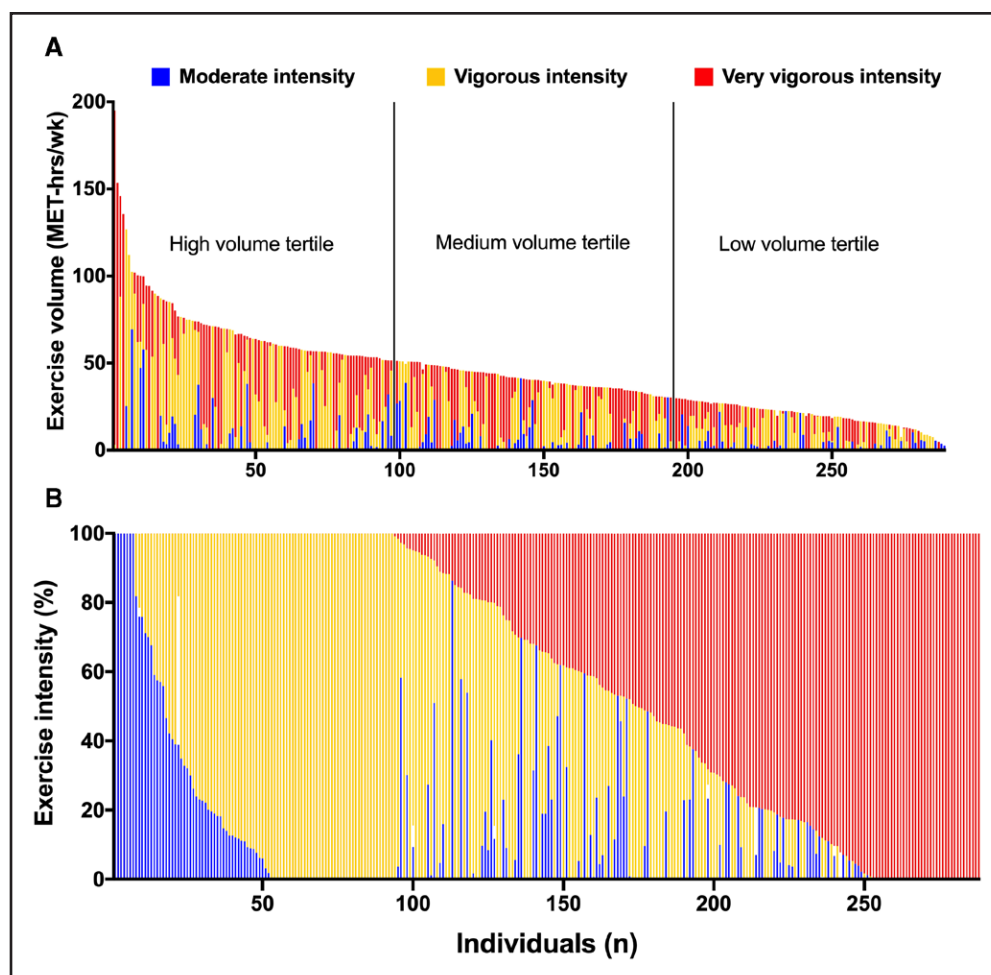 A
Moderate intensity Vigorous intensity Very vigorous intensity
Exercise volume (MET-hrs/wk)
200
150
100
50
0
High volume tertile Medium volume tertile Low volume tertile
50 100 150 200 250
B
Exercise intensity (%)
100
80
60
40
20
0
50 100 150 200 250
Individuals (n)